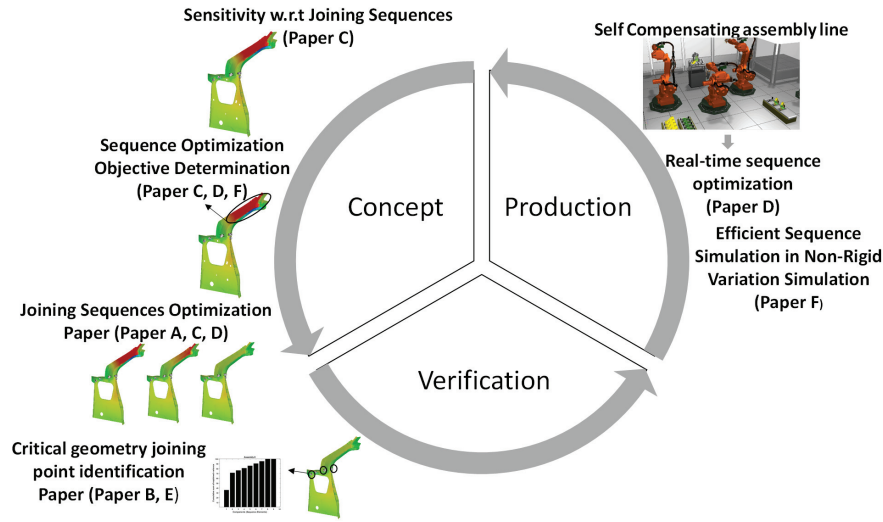 Sensitivity w.r.t Joining Sequences
(Paper C)
Self Compensating assembly line
Sequence Optimization
Objective Determination
(Paper C, D, F)
Real-time sequence
optimization
(Paper D)
Concept
Production
Efficient Sequence
Simulation in Non-Rigid
Variation Simulation
(Paper F)
Joining Sequences Optimization
Paper (Paper A, C, D)
Verification
Critical geometry joining
point identification
Paper (Paper B, E)